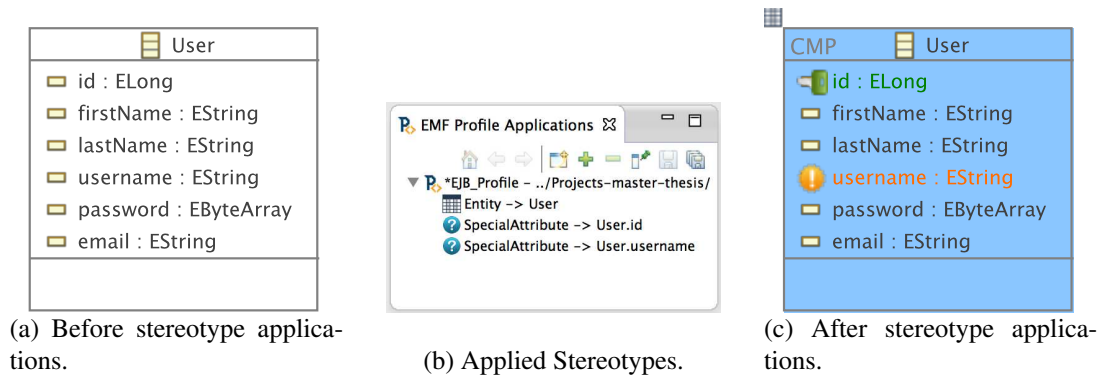 User
id : ELong
firstName : EString
lastName : EString
username : EString
password : EByteArray
email : EString
(a) Before stereotype applica-
tions.
EMF Profile Applications
*EJB_Profile – ../Projects-master-thesis/
Entity -> User
SpecialAttribute -> User.id
SpecialAttribute -> User.username
(b) Applied Stereotypes.
CMP User
id : ELong
firstName : EString
lastName : EString
username : EString
password : EByteArray
email : EString
(c) After stereotype applica-
tions.